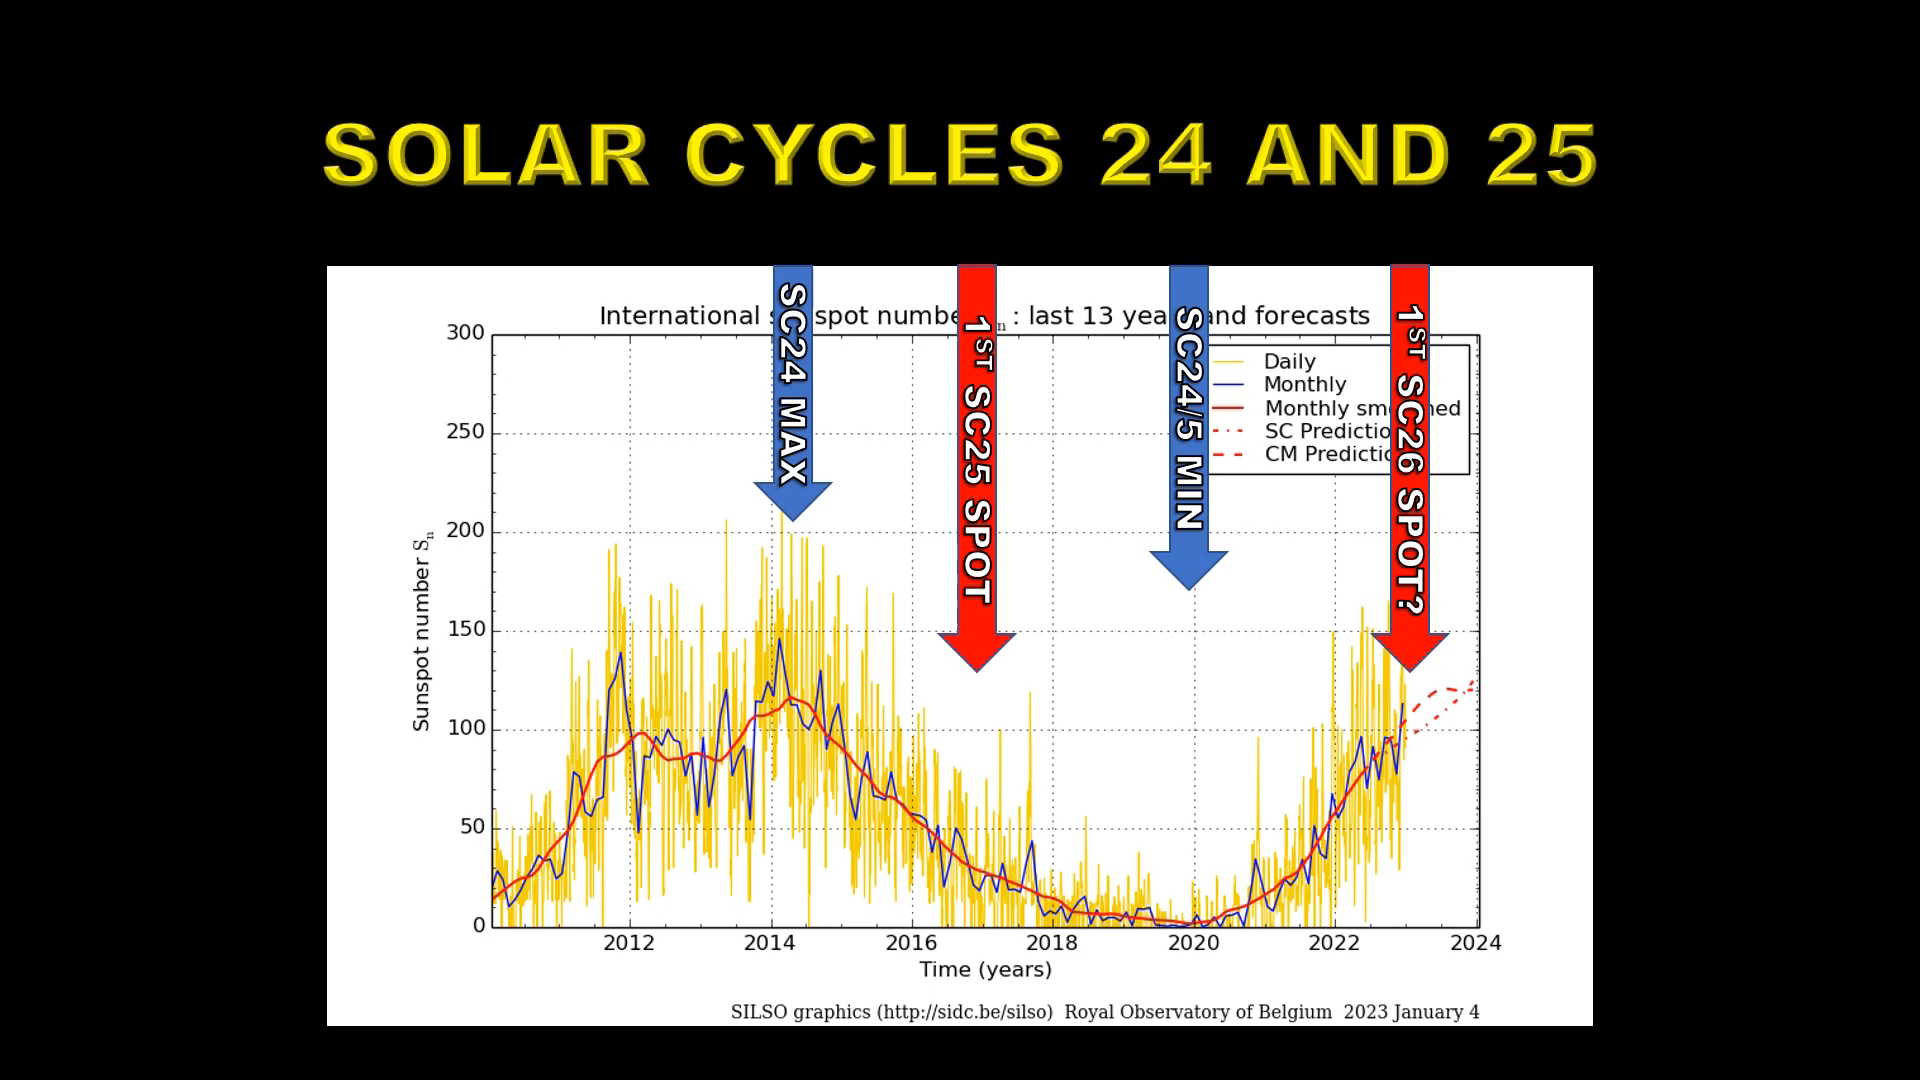 SOLAR CYCLES 24 AND 25
SC24 MAX
1ST SC25 SPOT
SC24/5 MIN
1ST SC26 SPOT?
International spot numbe n : last 13 yea and forecasts
Daily
Monthly
Monthly smo hed
SC Predictio
CM Predictio
300
250
200
150
100
50
0
Sunspot number Sn
2012 2014 2016 2018 2020 2022 2024
Time (years)
SILSO graphics (http://sidc.be/silso) Royal Observatory of Belgium 2023 January 4